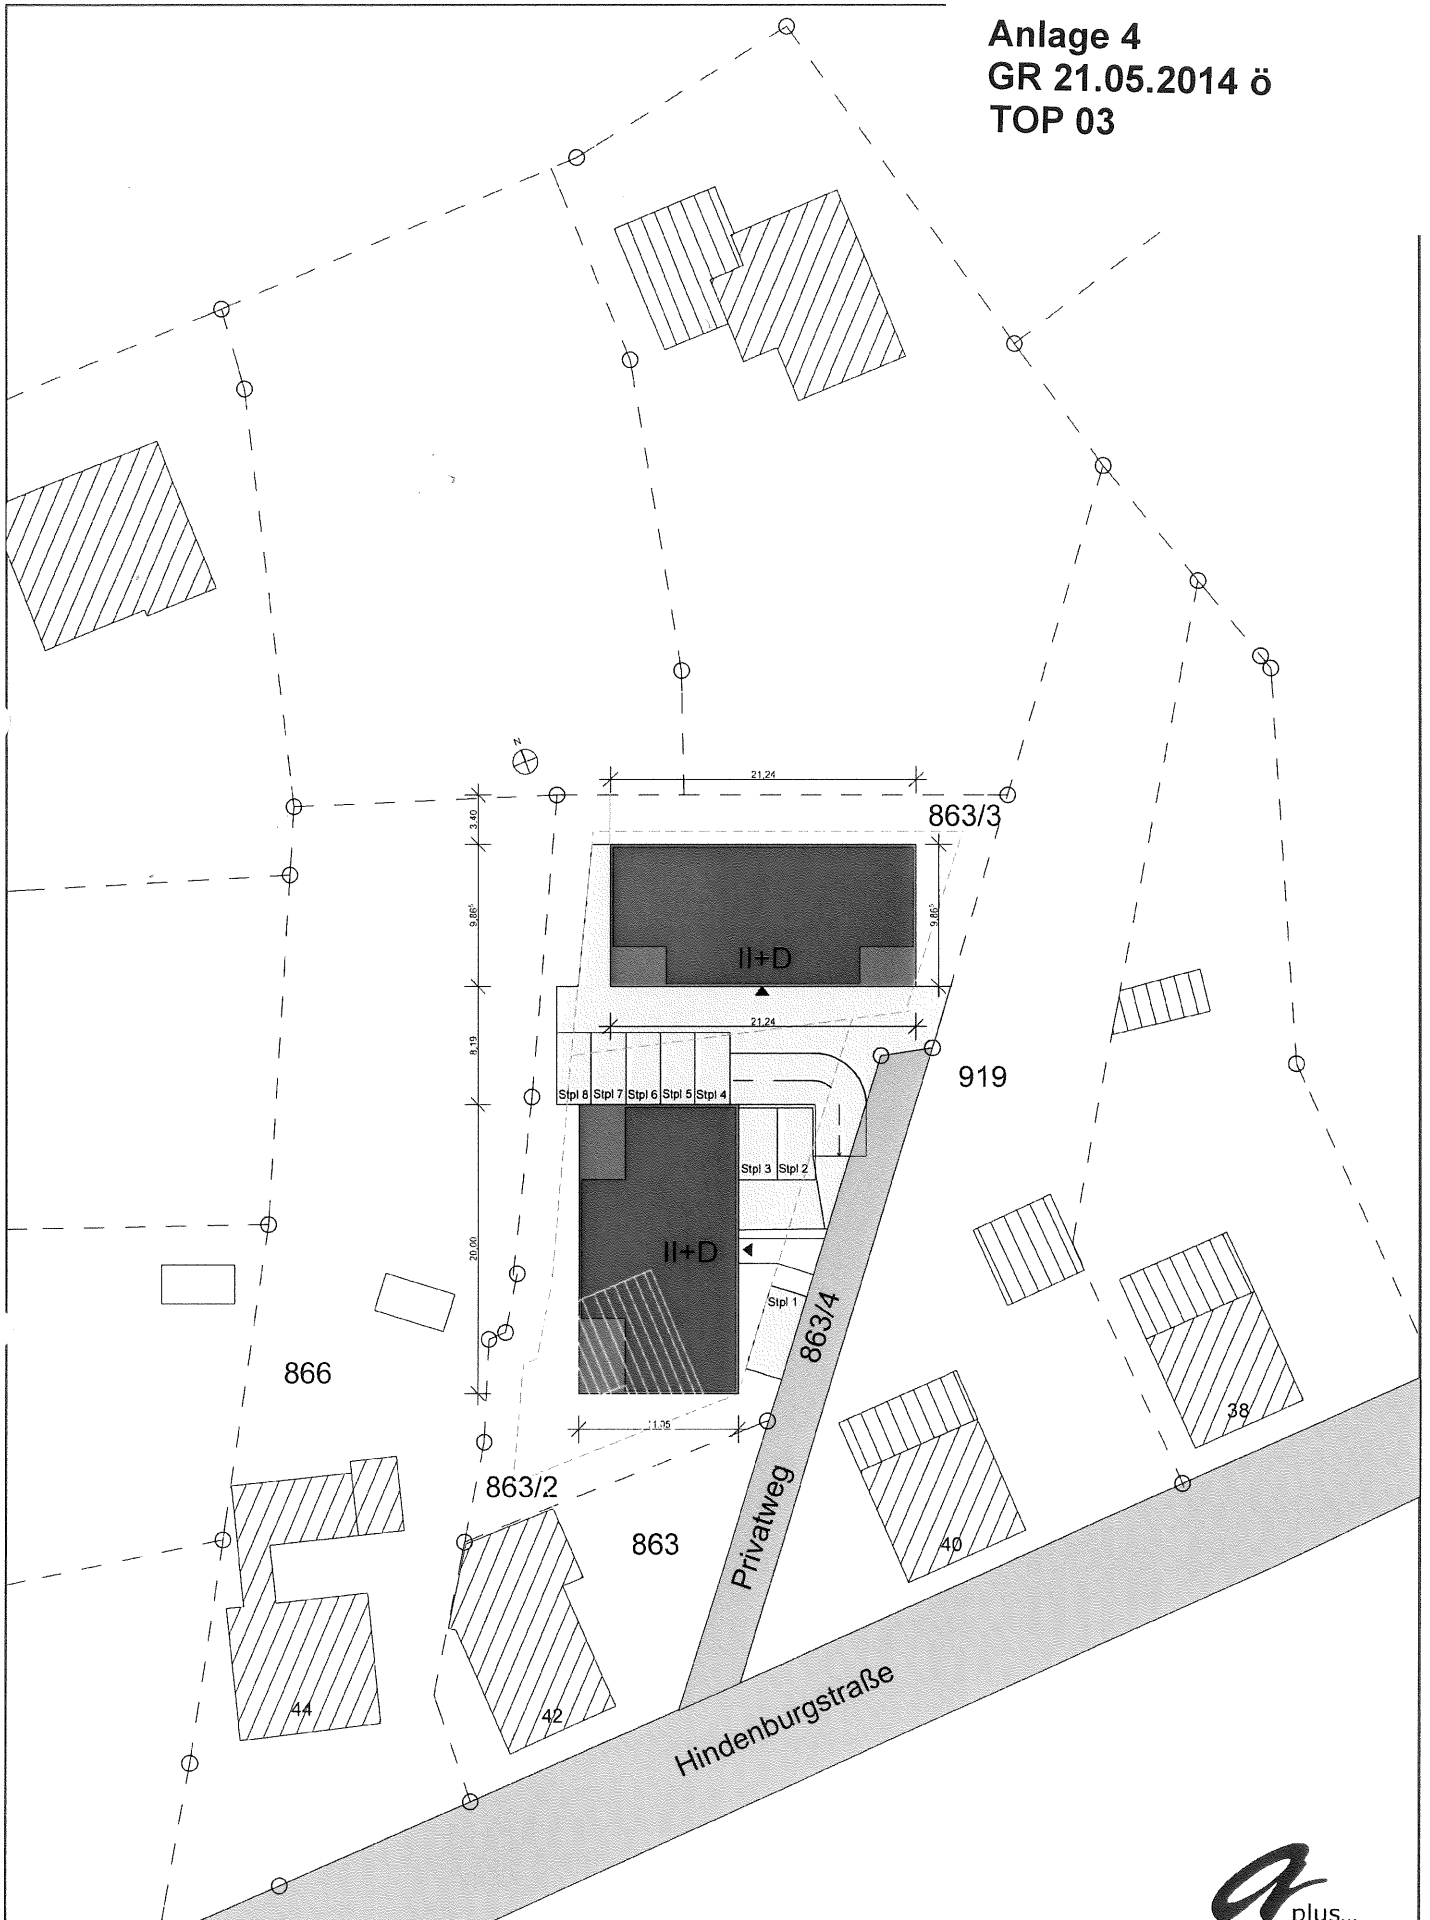 Anlage 4
GR 21.05.2014 ö
TOP 03
N
21,24
863/3
3,40
9,86⁵
9,86⁵
II+D
21,24
8,19
919
Stpl 8 Stpl 7 Stpl 6 Stpl 5 Stpl 4
Stpl 3 Stpl 2
20,00
II+D
Stpl 1
863/4
866
38
11,05
863/2
863
Privatweg
40
Hindenburgstraße
44
42
a
plus...